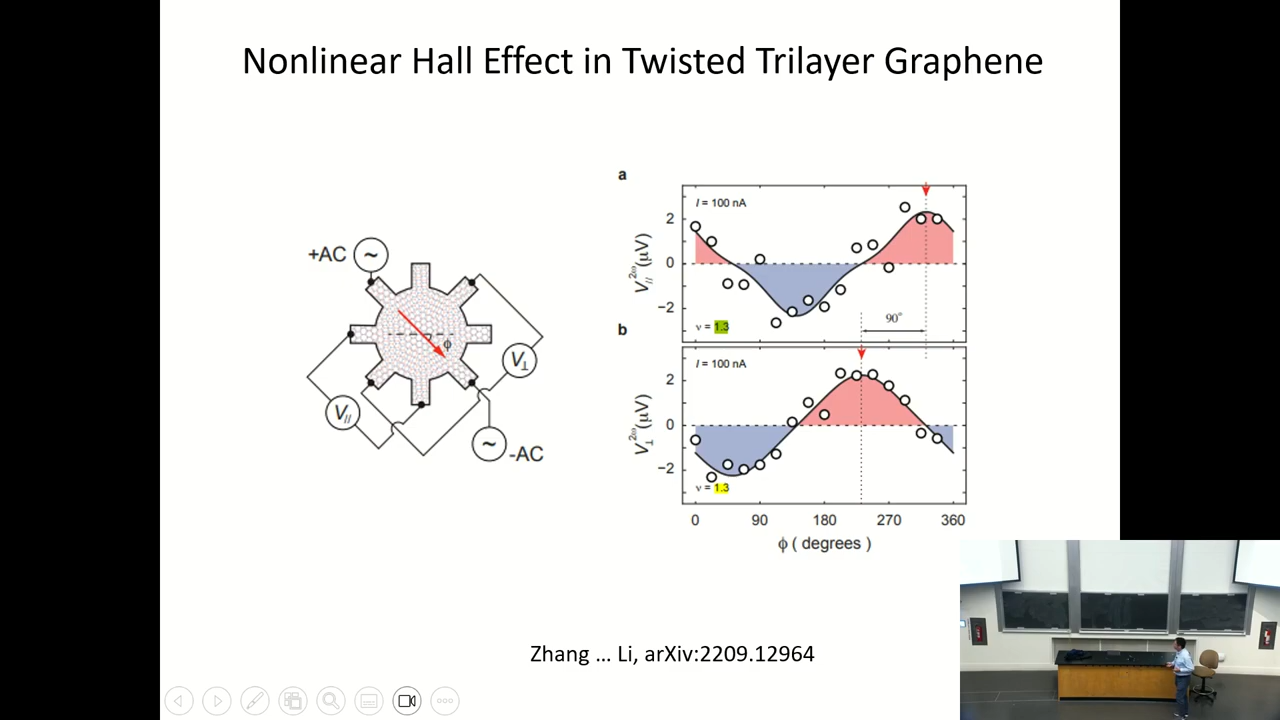 Nonlinear Hall Effect in Twisted Trilayer Graphene
+AC
~
ϕ
V⊥
V//
~
-AC
a
I = 100 nA
V//²ω (μV)
2
0
−2
ν = 1.3
90°
b
I = 100 nA
V⊥²ω (μV)
2
0
−2
ν = 1.3
0 90 180 270 360
ϕ ( degrees )
Zhang ... Li, arXiv:2209.12964